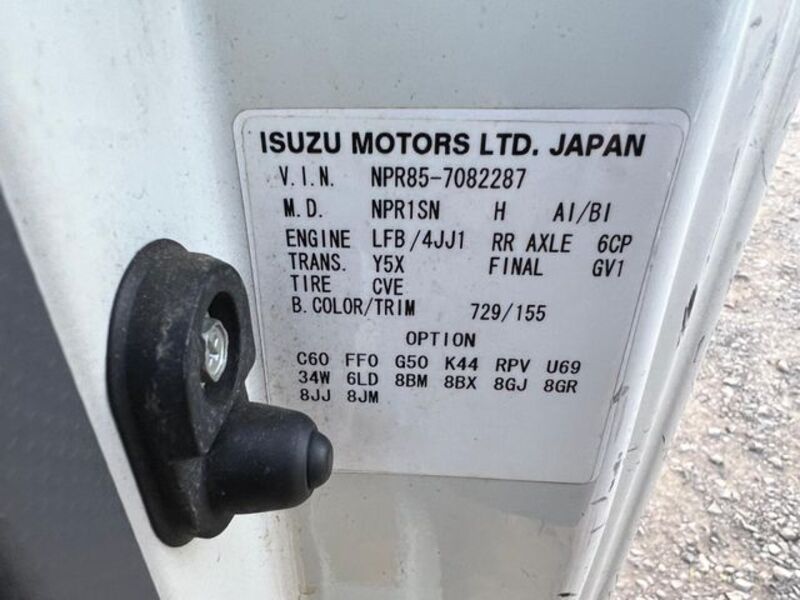 ISUZU MOTORS LTD. JAPAN
V.I.N. NPR85-7082287
M.D. NPR1SN H AI/BI
ENGINE LFB/4JJ1 RR AXLE 6CP
TRANS. Y5X FINAL GV1
TIRE CVE
B.COLOR/TRIM 729/155
OPTION
C60 FF0 G50 K44 RPV U69
34W 6LD 8BM 8BX 8GJ 8GR
8JJ 8JM